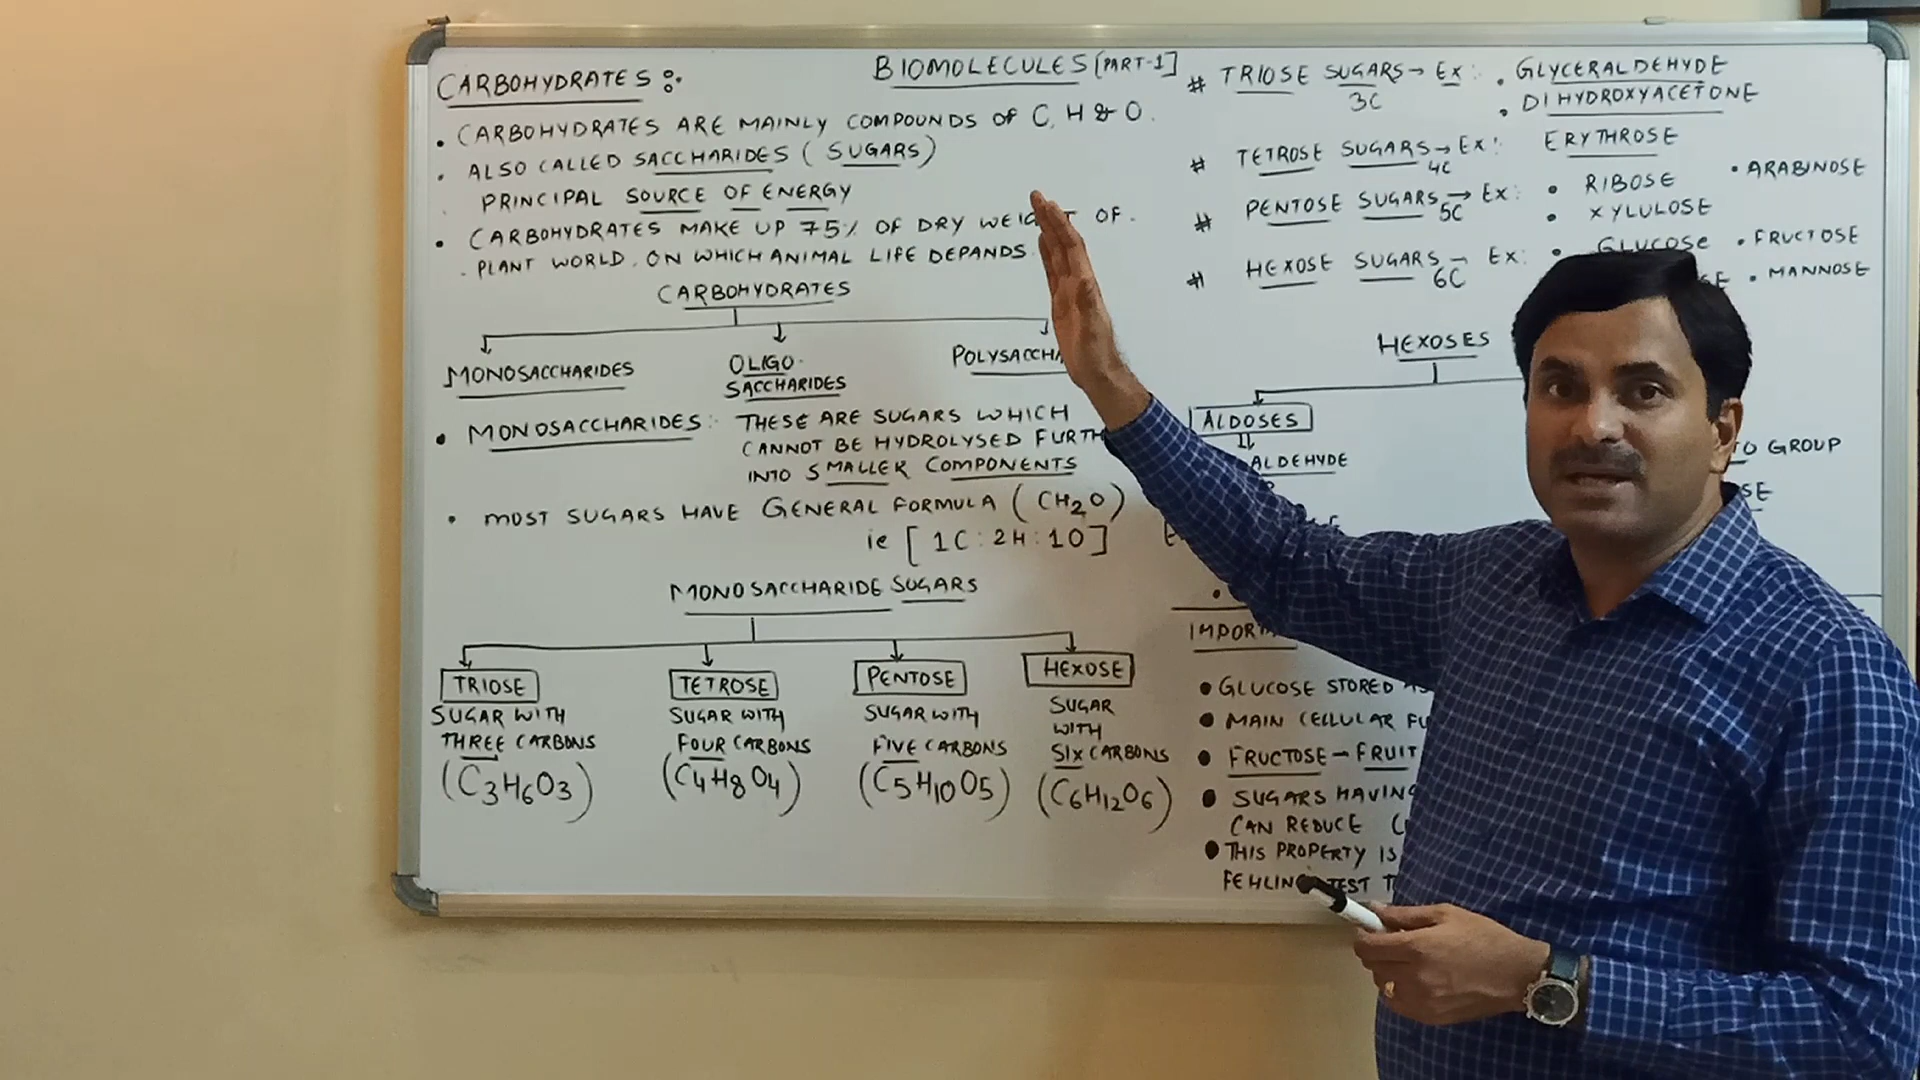 BIOMOLECULES [PART-1]
CARBOHYDRATES :.
• CARBOHYDRATES ARE MAINLY COMPOUNDS OF C, H & O.
• ALSO CALLED SACCHARIDES (SUGARS)
PRINCIPAL SOURCE OF ENERGY
• CARBOHYDRATES MAKE UP 75% OF DRY OF.
PLANT WORLD. ON WHICH ANIMAL LIFE DEPANDS
CARBOHYDRATES
MONOSACCHARIDES
OLIGO-
SACCHARIDES
• MONOSACCHARIDES: THESE ARE SUGARS WHICH
CANNOT BE HYDROLYSED
INTO SMALLER COMPONENTS
• MOST SUGARS HAVE GENERAL FORMULA (CH2O)
ie [1C:2H:1O]
MONOSACCHARIDE SUGARS
TRIOSE
SUGAR WITH
THREE CARBONS
(C3H6O3)
TETROSE
SUGAR WITH
FOUR CARBONS
(C4H8O4)
PENTOSE
SUGAR WITH
FIVE CARBONS
(C5H10O5)
HEXOSE
SUGAR
WITH
SIX CARBONS
(C6H12O6)
# TRIOSE SUGARS → Ex: • GLYCERALDEHYDE
3C
• DIHYDROXYACETONE
# TETROSE SUGARS → Ex: ERYTHROSE
4C
# PENTOSE SUGARS → Ex: • RIBOSE • ARABINOSE
5C
• XYLULOSE
# HEXOSE SUGARS → Ex: • GLUCOSE • FRUCTOSE
6C
• MANNOSE
HEXOSES
ALDOSES
ALDEHYDE
GROUP
• GLUCOSE STORED
• MAIN CELLULAR
• FRUCTOSE – FRUIT
• SUGARS HAVING
CAN REDUCE
• THIS PROPERTY IS
TEST